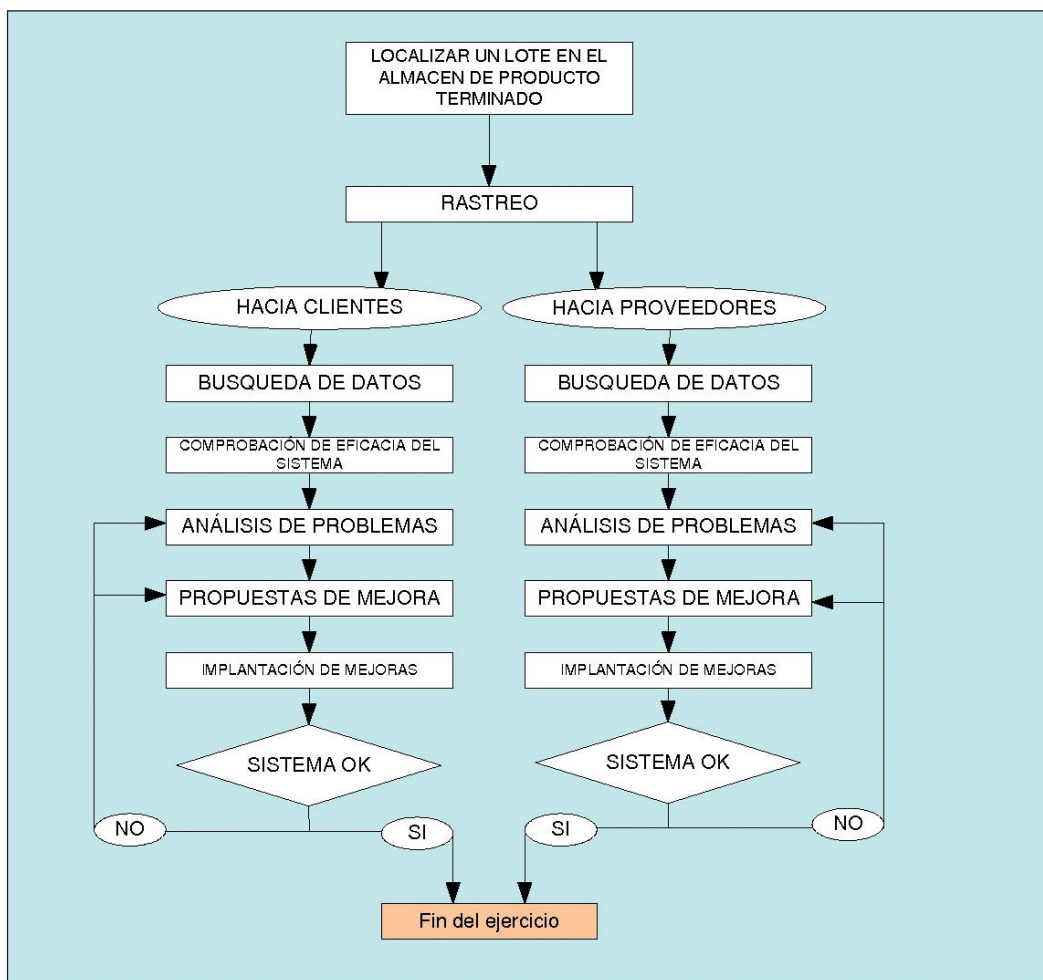 LOCALIZAR UN LOTE EN EL
ALMACEN DE PRODUCTO
TERMINADO
RASTREO
HACIA CLIENTES
HACIA PROVEEDORES
BUSQUEDA DE DATOS
BUSQUEDA DE DATOS
COMPROBACIÓN DE EFICACIA DEL
SISTEMA
COMPROBACIÓN DE EFICACIA DEL
SISTEMA
ANÁLISIS DE PROBLEMAS
ANÁLISIS DE PROBLEMAS
PROPUESTAS DE MEJORA
PROPUESTAS DE MEJORA
IMPLANTACIÓN DE MEJORAS
IMPLANTACIÓN DE MEJORAS
SISTEMA OK
SISTEMA OK
NO
SI
SI
NO
Fin del ejercicio